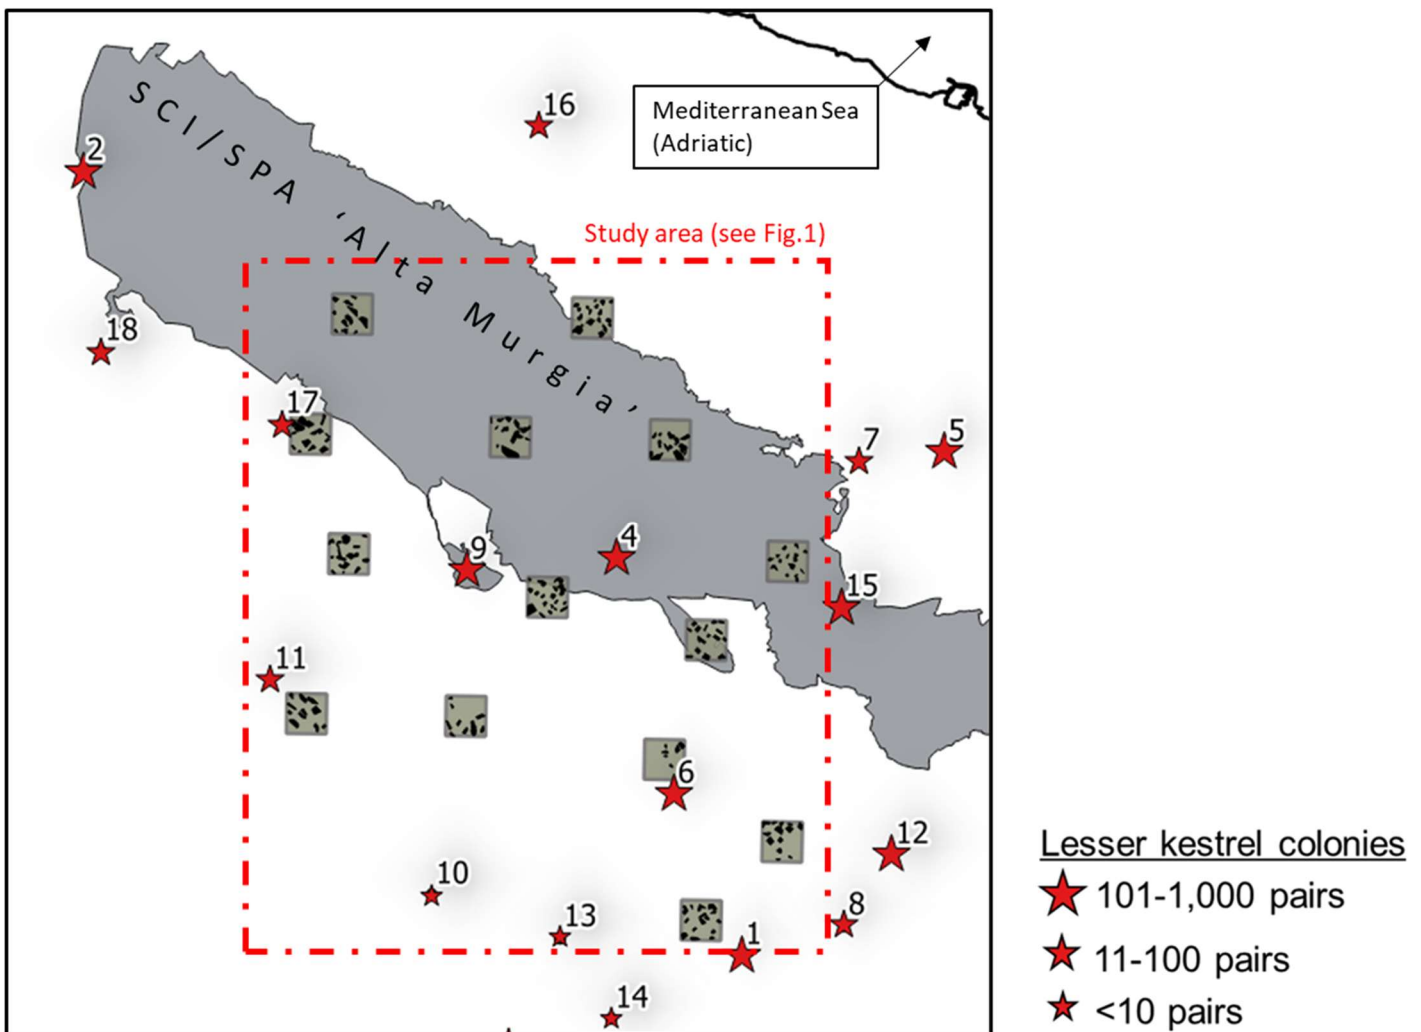 16
Mediterranean Sea
(Adriatic)
SCI/SPA ‘Alta Murgia’
2
Study area (see Fig.1)
18
17
7
5
9
4
15
11
6
12
10
8
13
1
14
Lesser kestrel colonies
101-1,000 pairs
11-100 pairs
<10 pairs